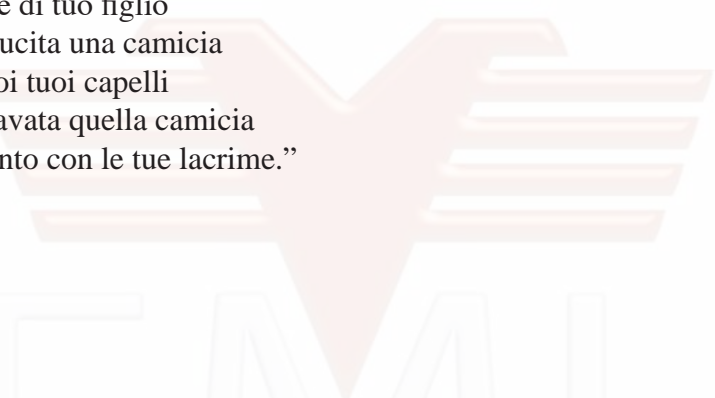 e di tuo figlio
ucita una camicia
oi tuoi capelli
avata quella camicia
nto con le tue lacrime.”